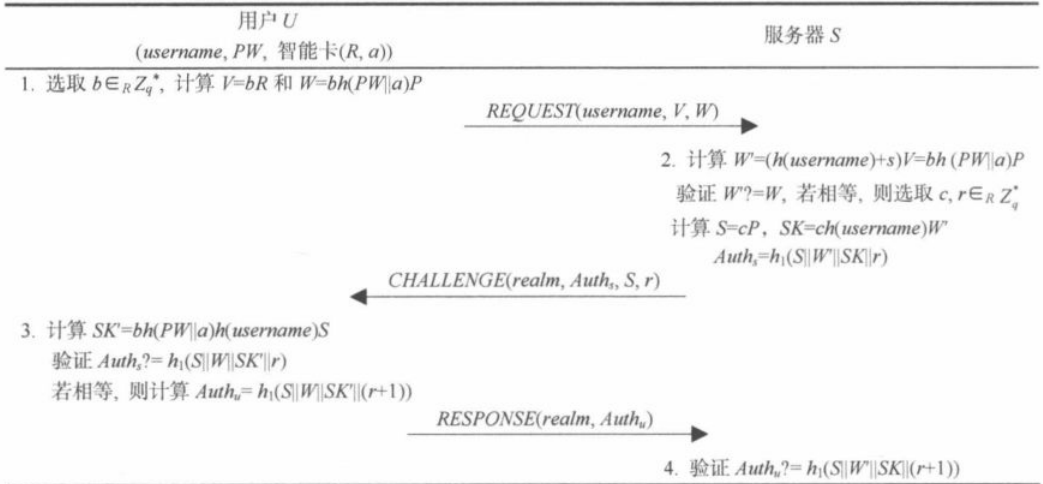 用户 U
(username, PW, 智能卡(R, a))
服务器 S
1. 选取 b∈RZq*, 计算 V=bR 和 W=bh(PW||a)P
REQUEST(username, V, W)
2. 计算 W'=(h(username)+s)V=bh (PW||a)P
验证 W'?=W, 若相等, 则选取 c, r∈R Zq*
计算 S=cP, SK=ch(username)W'
Auths=h1(S||W'||SK||r)
CHALLENGE(realm, Auths, S, r)
3. 计算 SK'=bh(PW||a)h(username)S
验证 Auths?= h1(S||W||SK'||r)
若相等, 则计算 Authu= h1(S||W||SK'||(r+1))
RESPONSE(realm, Authu)
4. 验证 Authu?= h1(S||W'||SK||(r+1))